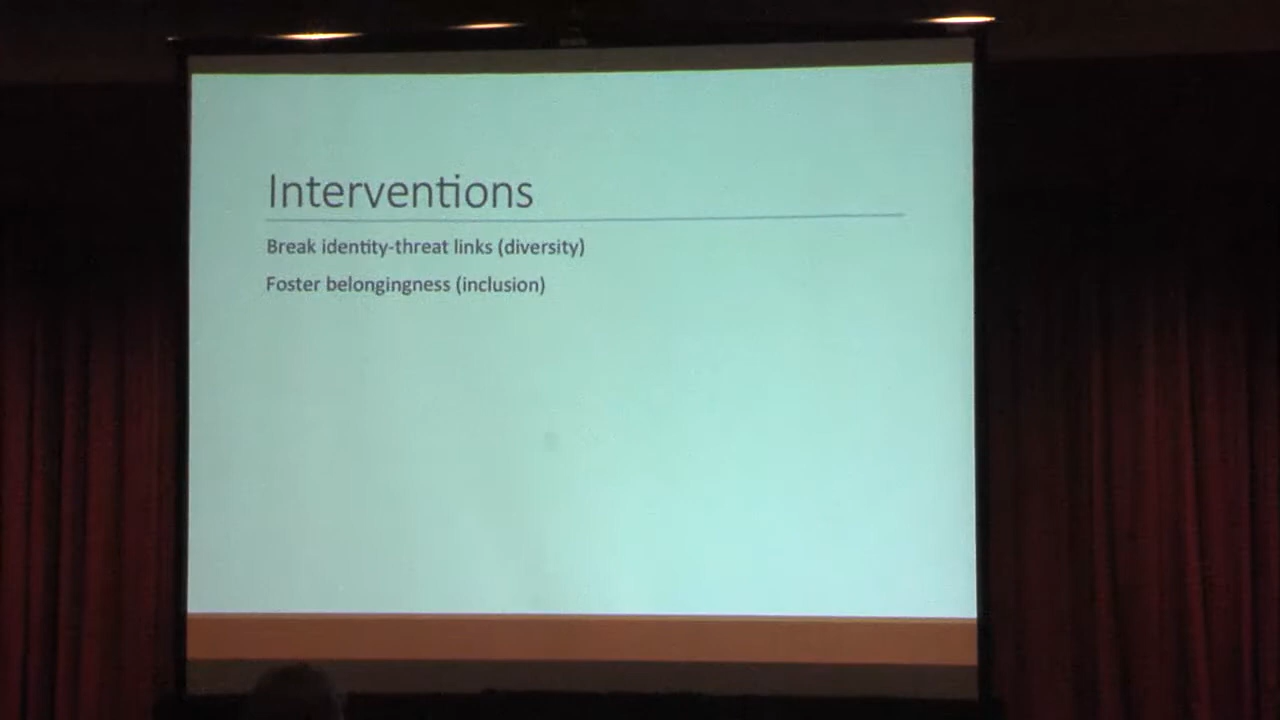 Interventions
Break identity-threat links (diversity)
Foster belongingness (inclusion)